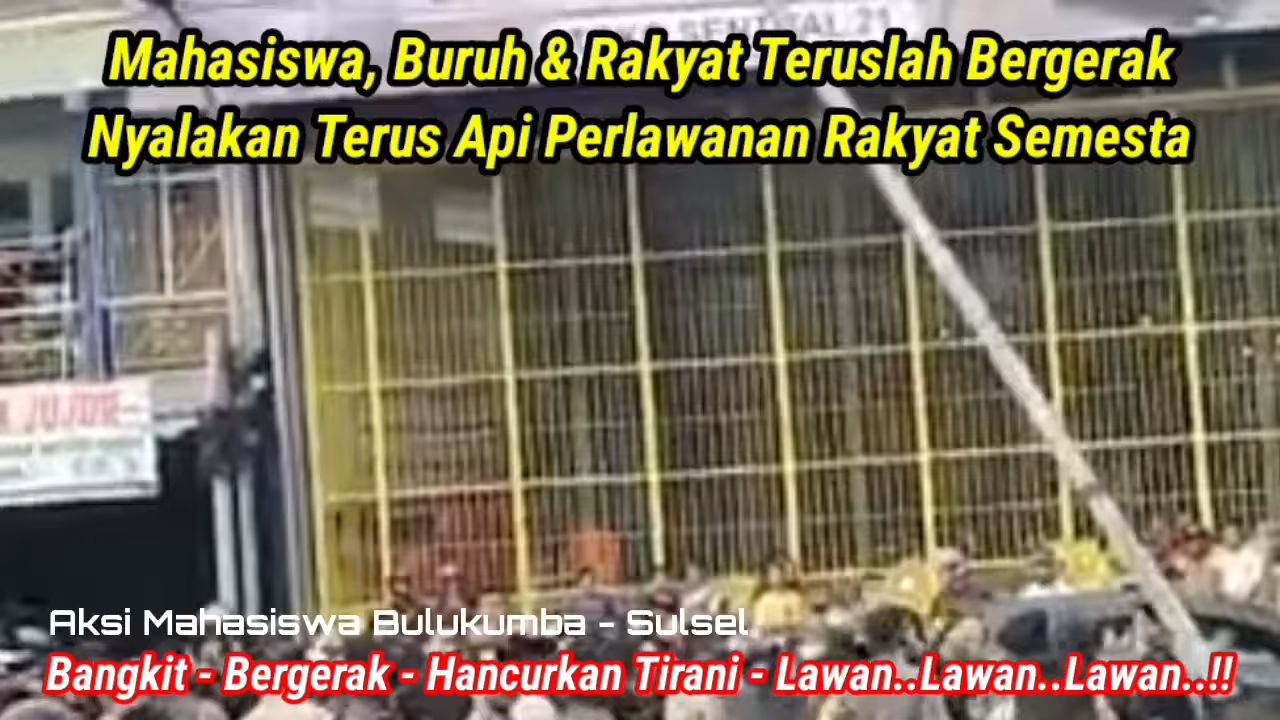 Mahasiswa, Buruh & Rakyat Teruslah Bergerak
Nyalakan Terus Api Perlawanan Rakyat Semesta
Aksi Mahasiswa Bulukumba - Sulsel
Bangkit - Bergerak - Hancurkan Tirani - Lawan..Lawan..Lawan..!!